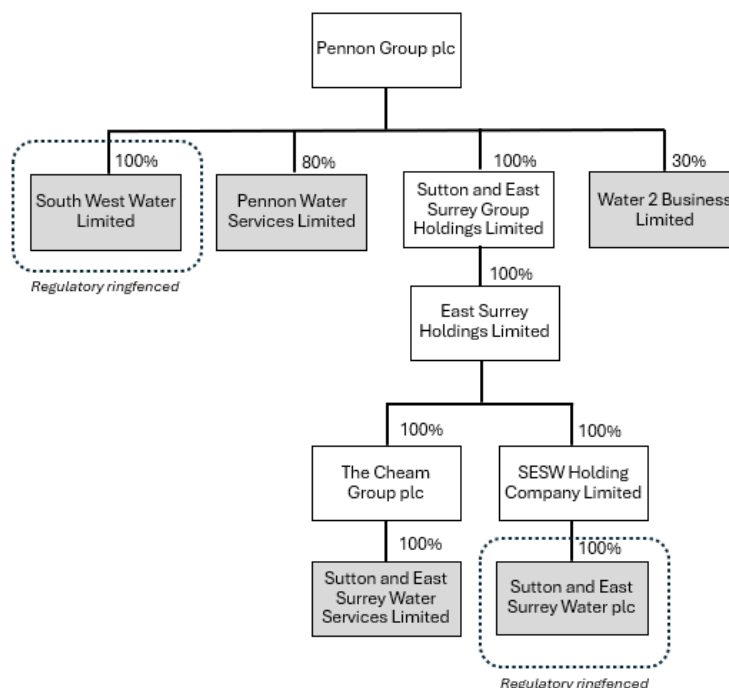 Pennon Group plc
100%
80%
100%
30%
South West Water
Limited
Pennon Water
Services Limited
Sutton and East
Surrey Group
Holdings Limited
Water 2 Business
Limited
Regulatory ringfenced
100%
East Surrey
Holdings Limited
100%
100%
The Cheam
Group plc
SESW Holding
Company Limited
100%
100%
Sutton and East
Surrey Water
Services Limited
Sutton and East
Surrey Water plc
Regulatory ringfenced